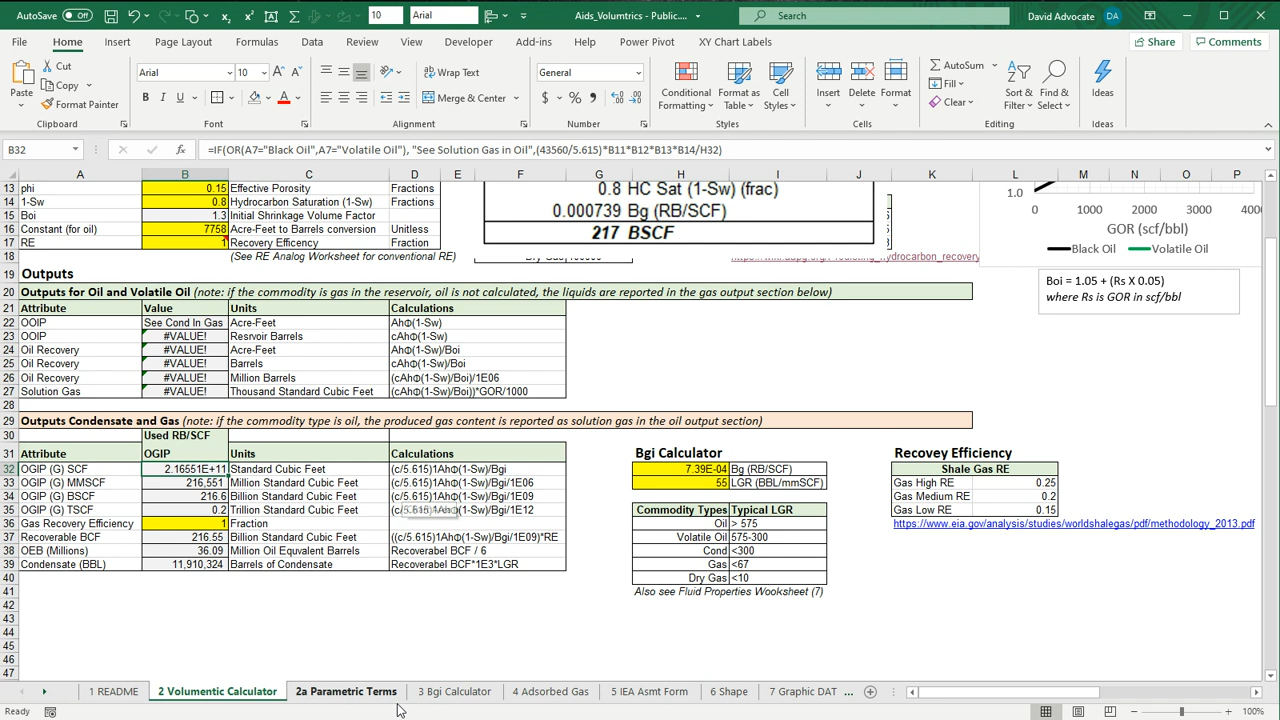 AutoSave Off
10
Arial
Aids_Volumtrics - Public....
Search
David Advocate
DA
File Home Insert Page Layout Formulas Data Review View Developer Add-ins Help Power Pivot XY Chart Labels
Share Comments
Paste
Cut
Copy
Format Painter
Arial 10
B I U
Wrap Text
Merge & Center
General
Conditional Formatting
Format as Table
Cell Styles
Insert Delete Format
AutoSum
Fill
Clear
Sort & Filter
Find & Select
Ideas
Clipboard Font Alignment Number Styles Cells Editing Ideas
B32
=IF(OR(A7="Black Oil",A7="Volatile Oil"), "See Solution Gas in Oil",(43560/5.615)*B11*B12*B13*B14/H32)
A B C D E F G H I J K L M N O P
13 phi 0.15 Effective Porosity Fractions
14 1-Sw 0.8 Hydrocarbon Saturation (1-Sw) Fractions
15 Boi 1.3 Initial Shrinkage Volume Factor
16 Constant (for oil) 7758 Acre-Feet to Barrels conversion Unitless
17 RE 1 Recovery Efficency Fraction
18 (See RE Analog Worksheet for conventional RE)
0.8 HC Sat (1-Sw) (frac)
0.000739 Bg (RB/SCF)
217 BSCF
1.0
0 1000 2000 3000 4000
GOR (scf/bbl)
Black Oil Volatile Oil
Boi = 1.05 + (Rs X 0.05)
where Rs is GOR in scf/bbl
19 Outputs
20 Outputs for Oil and Volatile Oil (note: if the commodity is gas in the reservoir, oil is not calculated, the liquids are reported in the gas output section below)
21 Attribute Value Units Calculations
22 OOIP See Cond In Gas Acre-Feet AhΦ(1-Sw)
23 OOIP #VALUE! Resrvoir Barrels cAhΦ(1-Sw)
24 Oil Recovery #VALUE! Acre-Feet AhΦ(1-Sw)/Boi
25 Oil Recovery #VALUE! Barrels cAhΦ(1-Sw)/Boi
26 Oil Recovery #VALUE! Million Barrels (cAhΦ(1-Sw)/Boi)/1E06
27 Solution Gas #VALUE! Thousand Standard Cubic Feet (cAhΦ(1-Sw)/Boi))*GOR/1000
28
29 Outputs Condensate and Gas (note: if the commodity type is oil, the produced gas content is reported as solution gas in the oil output section)
30 Used RB/SCF
31 Attribute OGIP Units Calculations
32 OGIP (G) SCF 2.16551E+11 Standard Cubic Feet (c/5.615)1AhΦ(1-Sw)/Bgi
33 OGIP (G) MMSCF 216,551 Million Standard Cubic Feet (c/5.615)1AhΦ(1-Sw)/Bgi/1E06
34 OGIP (G) BSCF 216.6 Billion Standard Cubic Feet (c/5.615)1AhΦ(1-Sw)/Bgi/1E09
35 OGIP (G) TSCF 0.2 Trillion Standard Cubic Feet (c/5.615)1AhΦ(1-Sw)/Bgi/1E12
36 Gas Recovery Efficiency 1 Fraction
37 Recoverable BCF 216.55 Billion Standard Cubic Feet ((c/5.615)1AhΦ(1-Sw)/Bgi/1E09)*RE
38 OEB (Millions) 36.09 Million Oil Equvalent Barrels Recoverabel BCF / 6
39 Condensate (BBL) 11,910,324 Barrels of Condensate Recoverabel BCF*1E3*LGR
40
41
42
43
44
45
46
47
Bgi Calculator
7.39E-04 Bg (RB/SCF)
55 LGR (BBL/mmSCF)
Commodity Types Typical LGR
Oil > 575
Volatile Oil 575-300
Cond <300
Gas <67
Dry Gas <10
Also see Fluid Properties Wooksheet (7)
Recovey Efficiency
Shale Gas RE
Gas High RE 0.25
Gas Medium RE 0.2
Gas Low RE 0.15
https://www.eia.gov/analysis/studies/worldshalegas/pdf/methodology_2013.pdf
1 README 2 Volumentic Calculator 2a Parametric Terms 3 Bgi Calculator 4 Adsorbed Gas 5 IEA Asmt Form 6 Shape 7 Graphic DAT ...
Ready
100%